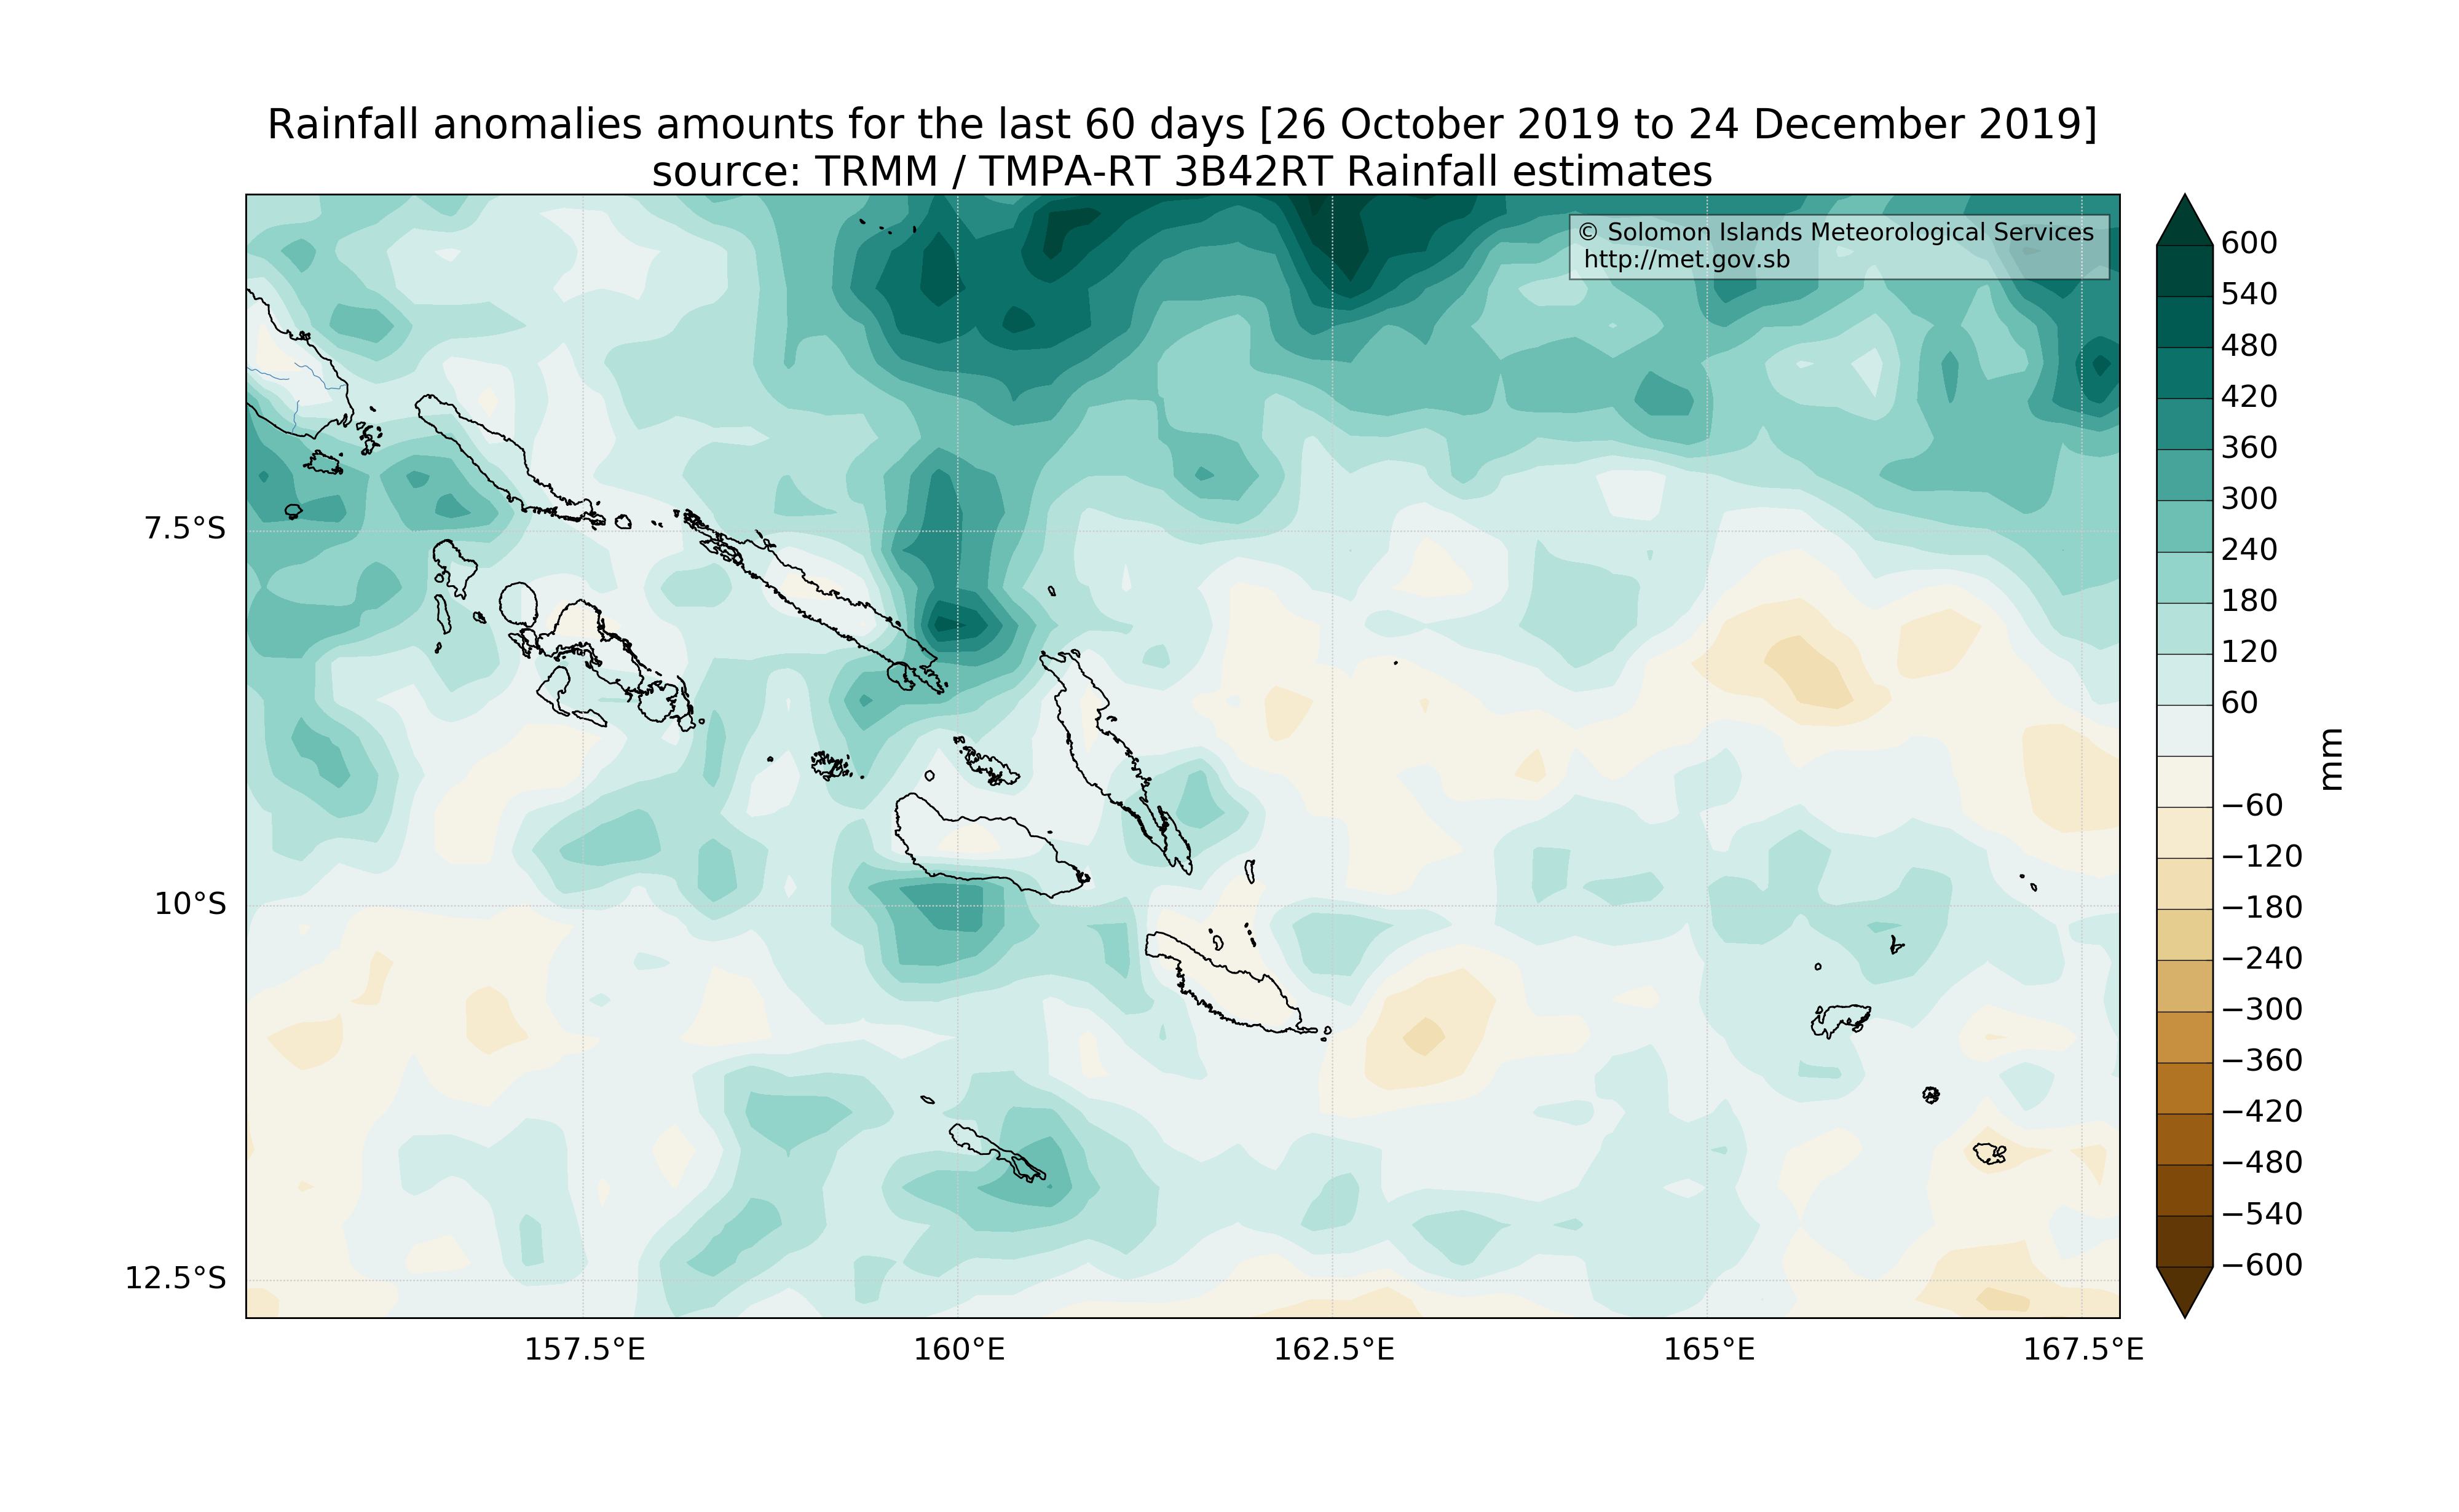 Rainfall anomalies amounts for the last 60 days [26 October 2019 to 24 December 2019]
source: TRMM / TMPA-RT 3B42RT Rainfall estimates
© Solomon Islands Meteorological Services
http://met.gov.sb
7.5°S
10°S
12.5°S
157.5°E
160°E
162.5°E
165°E
167.5°E
600
540
480
420
360
300
240
180
120
60
−60
−120
−180
−240
−300
−360
−420
−480
−540
−600
mm